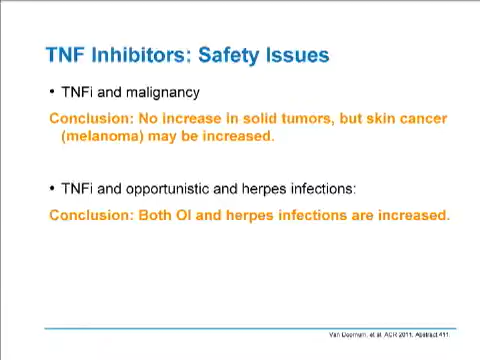 TNF Inhibitors: Safety Issues
• TNFi and malignancy
Conclusion: No increase in solid tumors, but skin cancer
(melanoma) may be increased.
• TNFi and opportunistic and herpes infections:
Conclusion: Both OI and herpes infections are increased.
Van Doornum, et al. ACR 2011. Abstract 411.